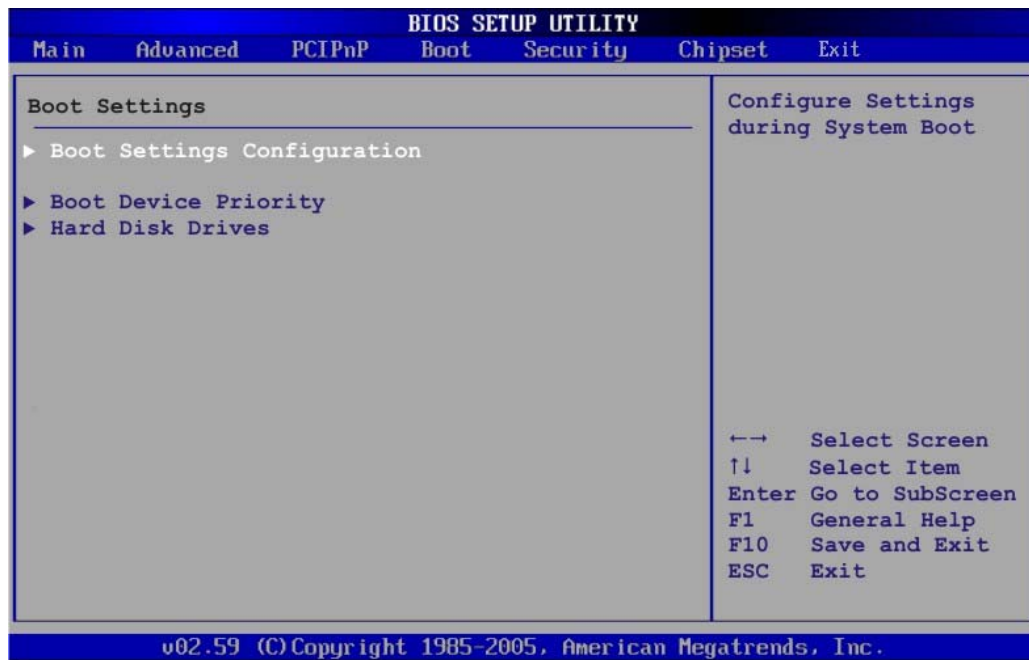 BIOS SETUP UTILITY
Main Advanced PCIPnP Boot Security Chipset Exit
Boot Settings
▶ Boot Settings Configuration
▶ Boot Device Priority
▶ Hard Disk Drives
Configure Settings
during System Boot
←→ Select Screen
↑↓ Select Item
Enter Go to SubScreen
F1 General Help
F10 Save and Exit
ESC Exit
v02.59 (C)Copyright 1985-2005, American Megatrends, Inc.